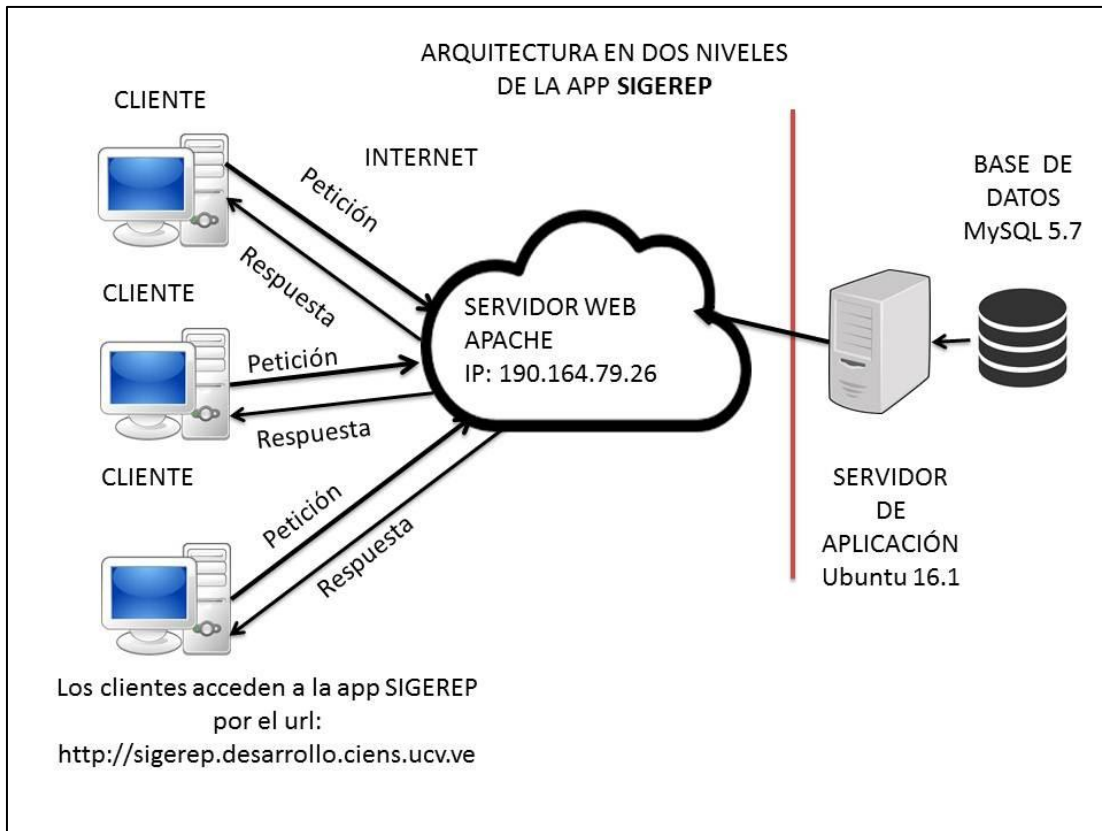 ARQUITECTURA EN DOS NIVELES
DE LA APP SIGEREP
CLIENTE
INTERNET
Petición
Respuesta
BASE DE
DATOS
MySQL 5.7
CLIENTE
Petición
Respuesta
SERVIDOR WEB
APACHE
IP: 190.164.79.26
CLIENTE
Petición
Respuesta
SERVIDOR
DE
APLICACIÓN
Ubuntu 16.1
Los clientes acceden a la app SIGEREP
por el url:
http://sigerep.desarrollo.ciens.ucv.ve